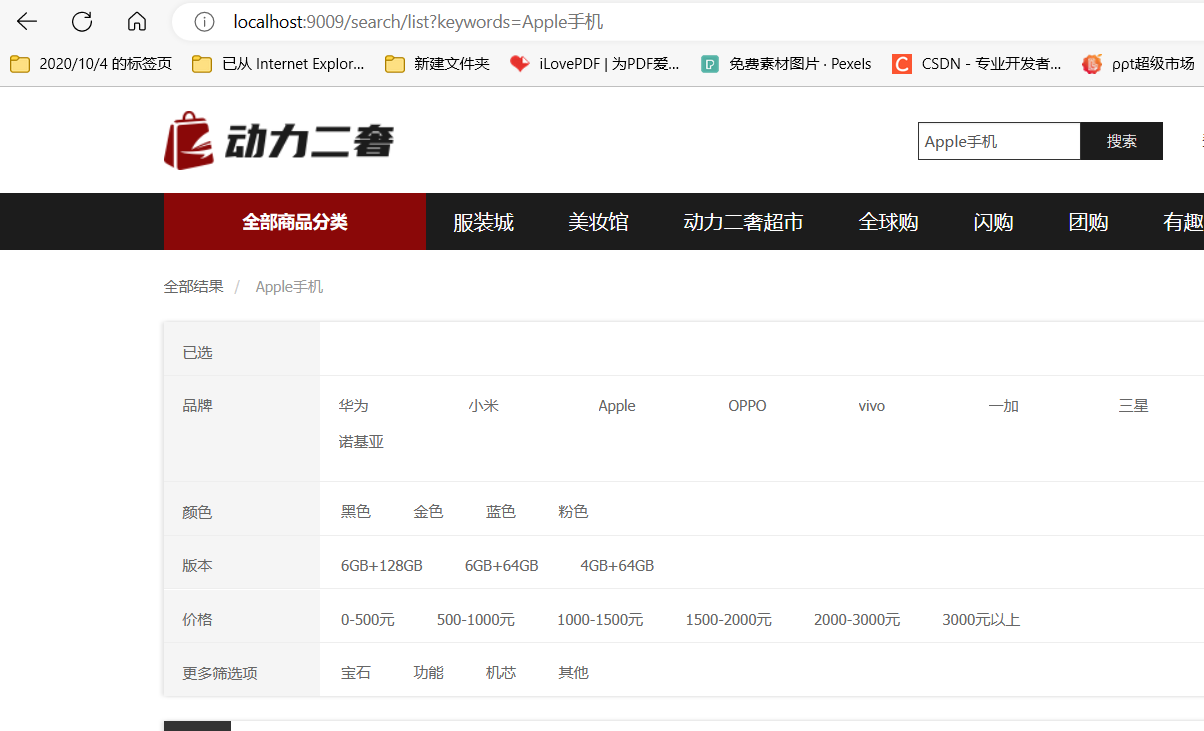 localhost:9009/search/list?keywords=Apple手机
2020/10/4 的标签页 已从 Internet Explor... 新建文件夹 iLovePDF | 为PDF爱... 免费素材图片 · Pexels CSDN - 专业开发者... ppt超级市场
动力二奢 Apple手机 搜索
全部商品分类 服装城 美妆馆 动力二奢超市 全球购 闪购 团购 有趣
全部结果 / Apple手机
已选
品牌 华为 小米 Apple OPPO vivo 一加 三星
诺基亚
颜色 黑色 金色 蓝色 粉色
版本 6GB+128GB 6GB+64GB 4GB+64GB
价格 0-500元 500-1000元 1000-1500元 1500-2000元 2000-3000元 3000元以上
更多筛选项 宝石 功能 机芯 其他